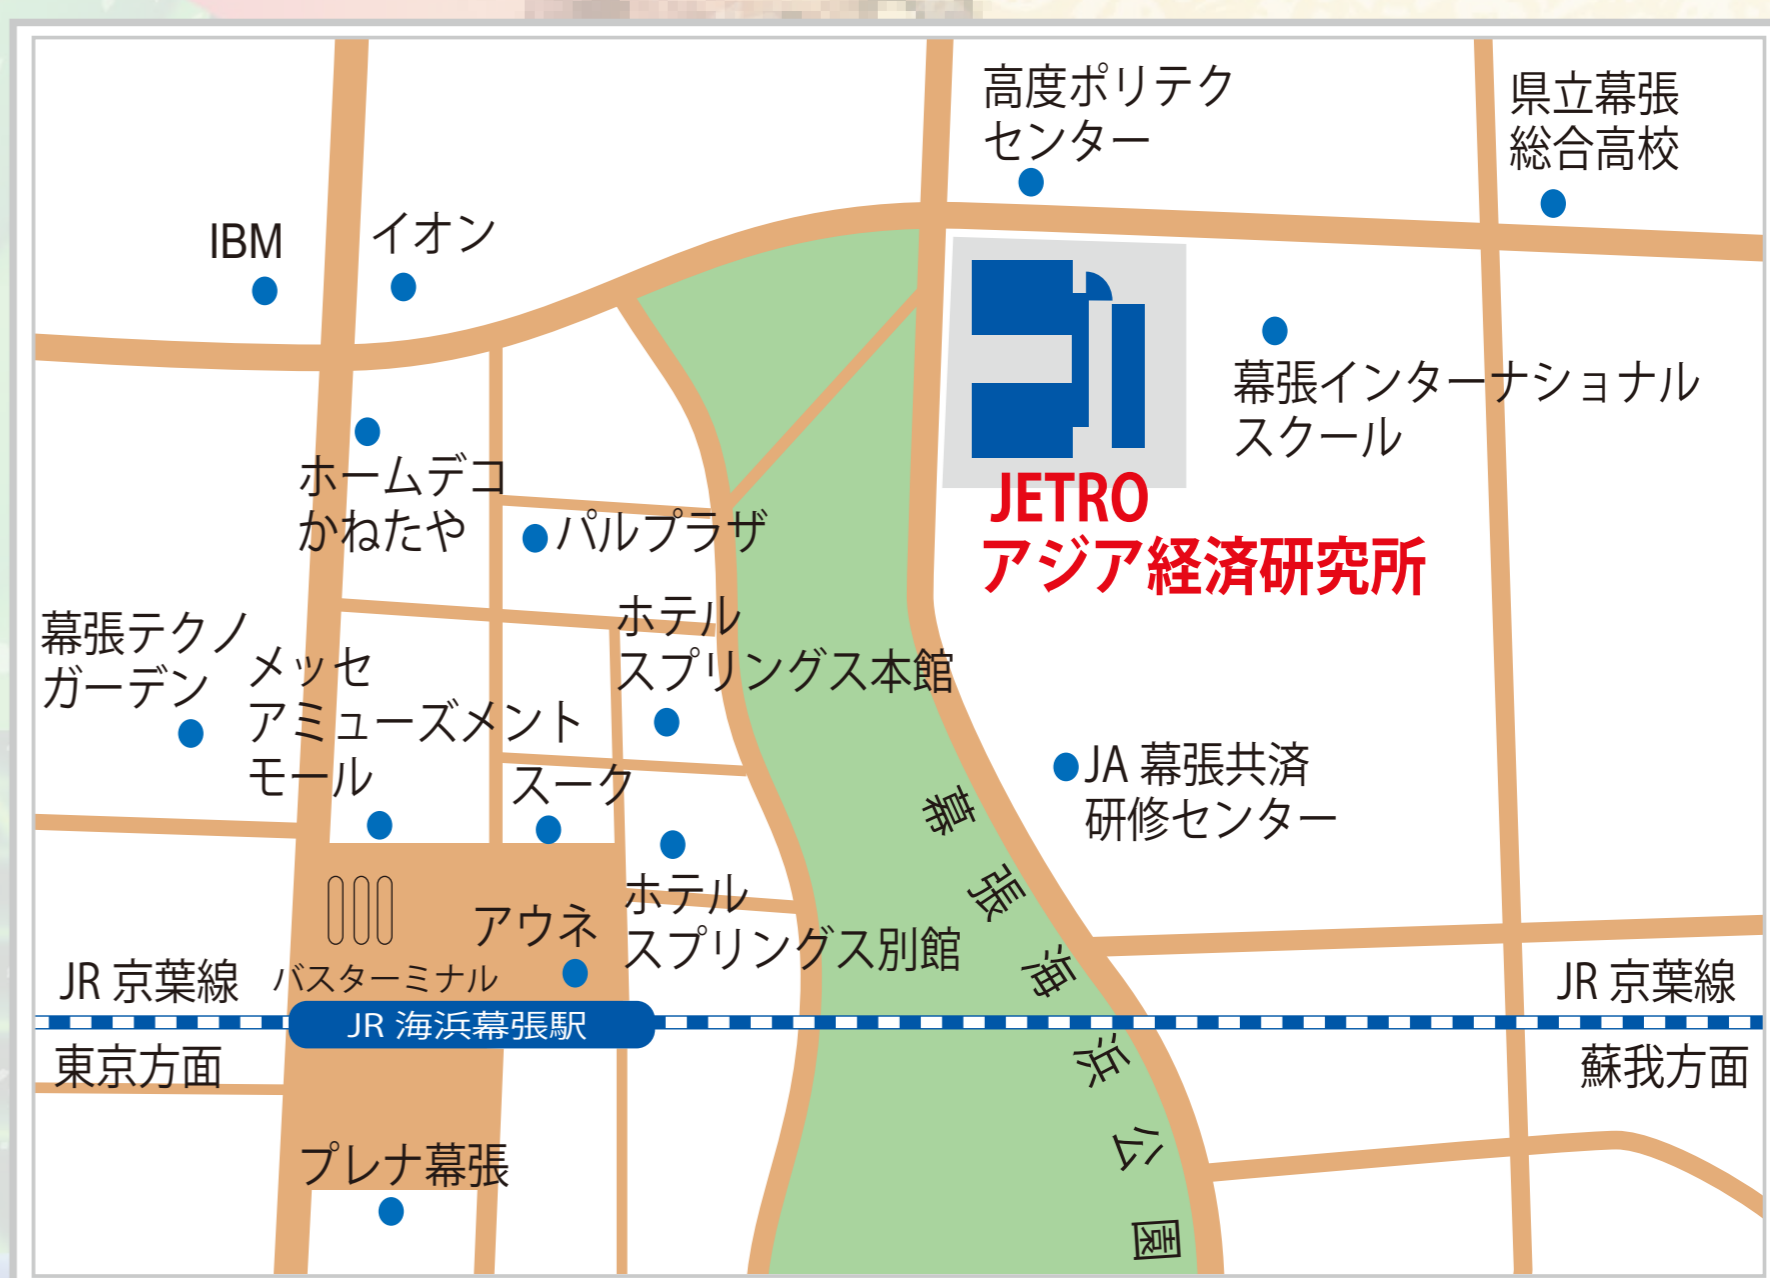 高度ポリテク
センター
県立幕張
総合高校
IBM
イオン
幕張インターナショナル
スクール
ホームデコ
かねたや
パルプラザ
JETRO
アジア経済研究所
幕張テクノ
ガーデン
メッセ
アミューズメント
モール
ホテル
スプリングス本館
スーク
JA 幕張共済
研修センター
幕張海浜公園
アウネ
ホテル
スプリングス別館
JR 京葉線
バスターミナル
JR 京葉線
JR 海浜幕張駅
東京方面
蘇我方面
プレナ幕張